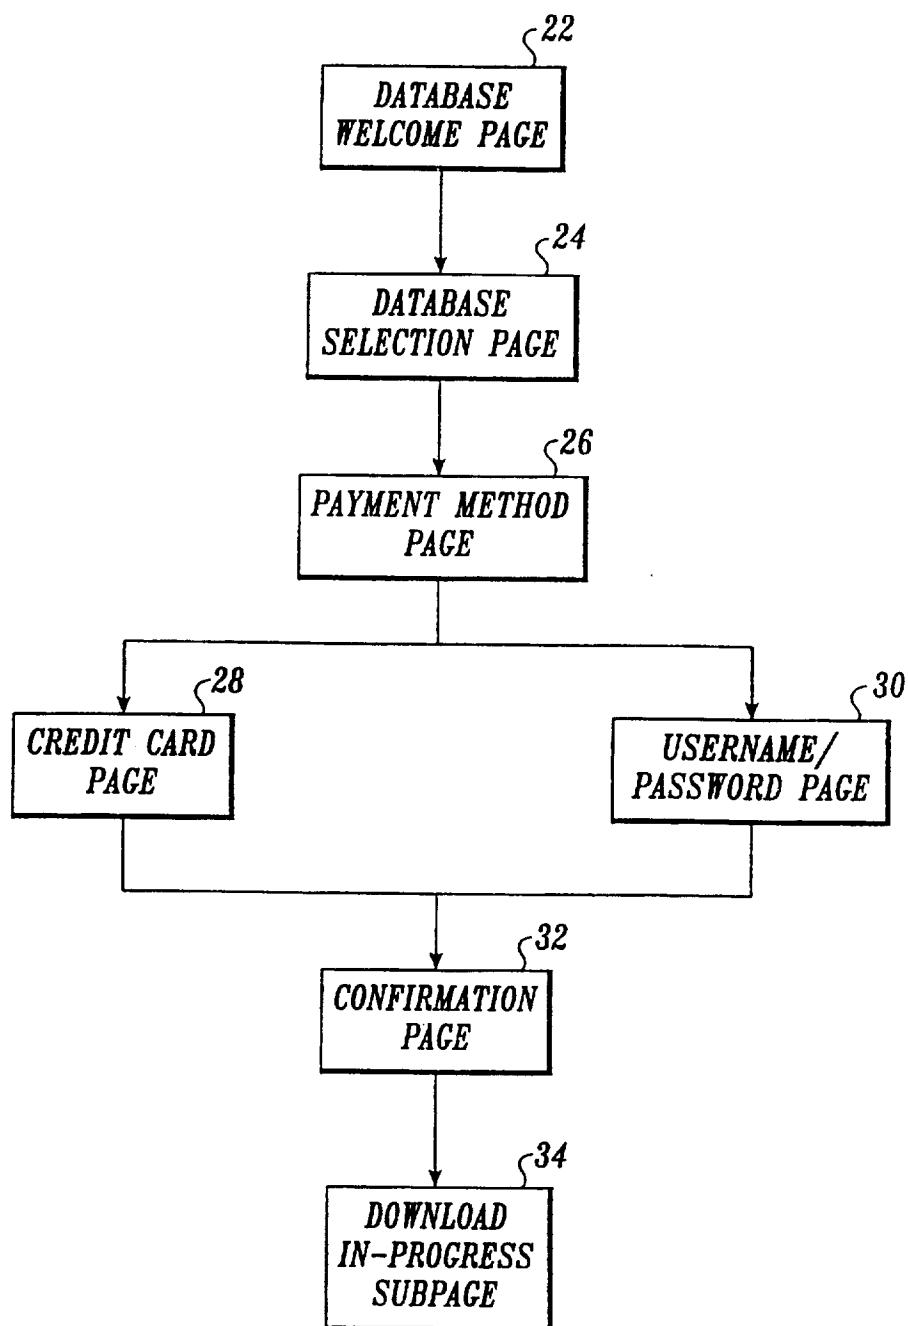 22
DATABASE
WELCOME PAGE
24
DATABASE
SELECTION PAGE
26
PAYMENT METHOD
PAGE
28
CREDIT CARD
PAGE
30
USERNAME/
PASSWORD PAGE
32
CONFIRMATION
PAGE
34
DOWNLOAD
IN-PROGRESS
SUBPAGE